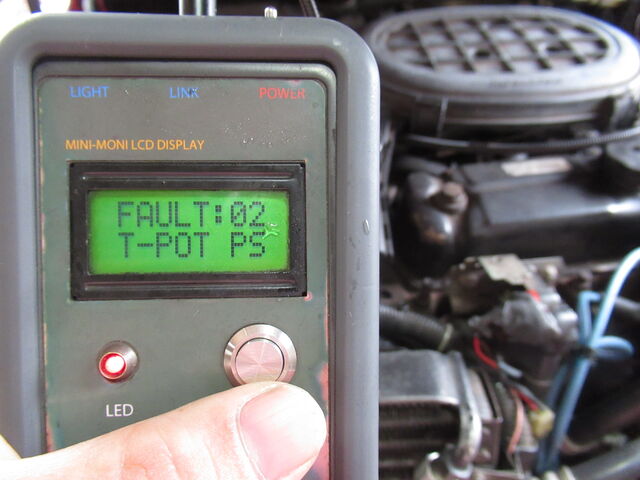 LIGHT LINK POWER
MINI-MONI LCD DISPLAY
FAULT:02
T-POT PS
LED